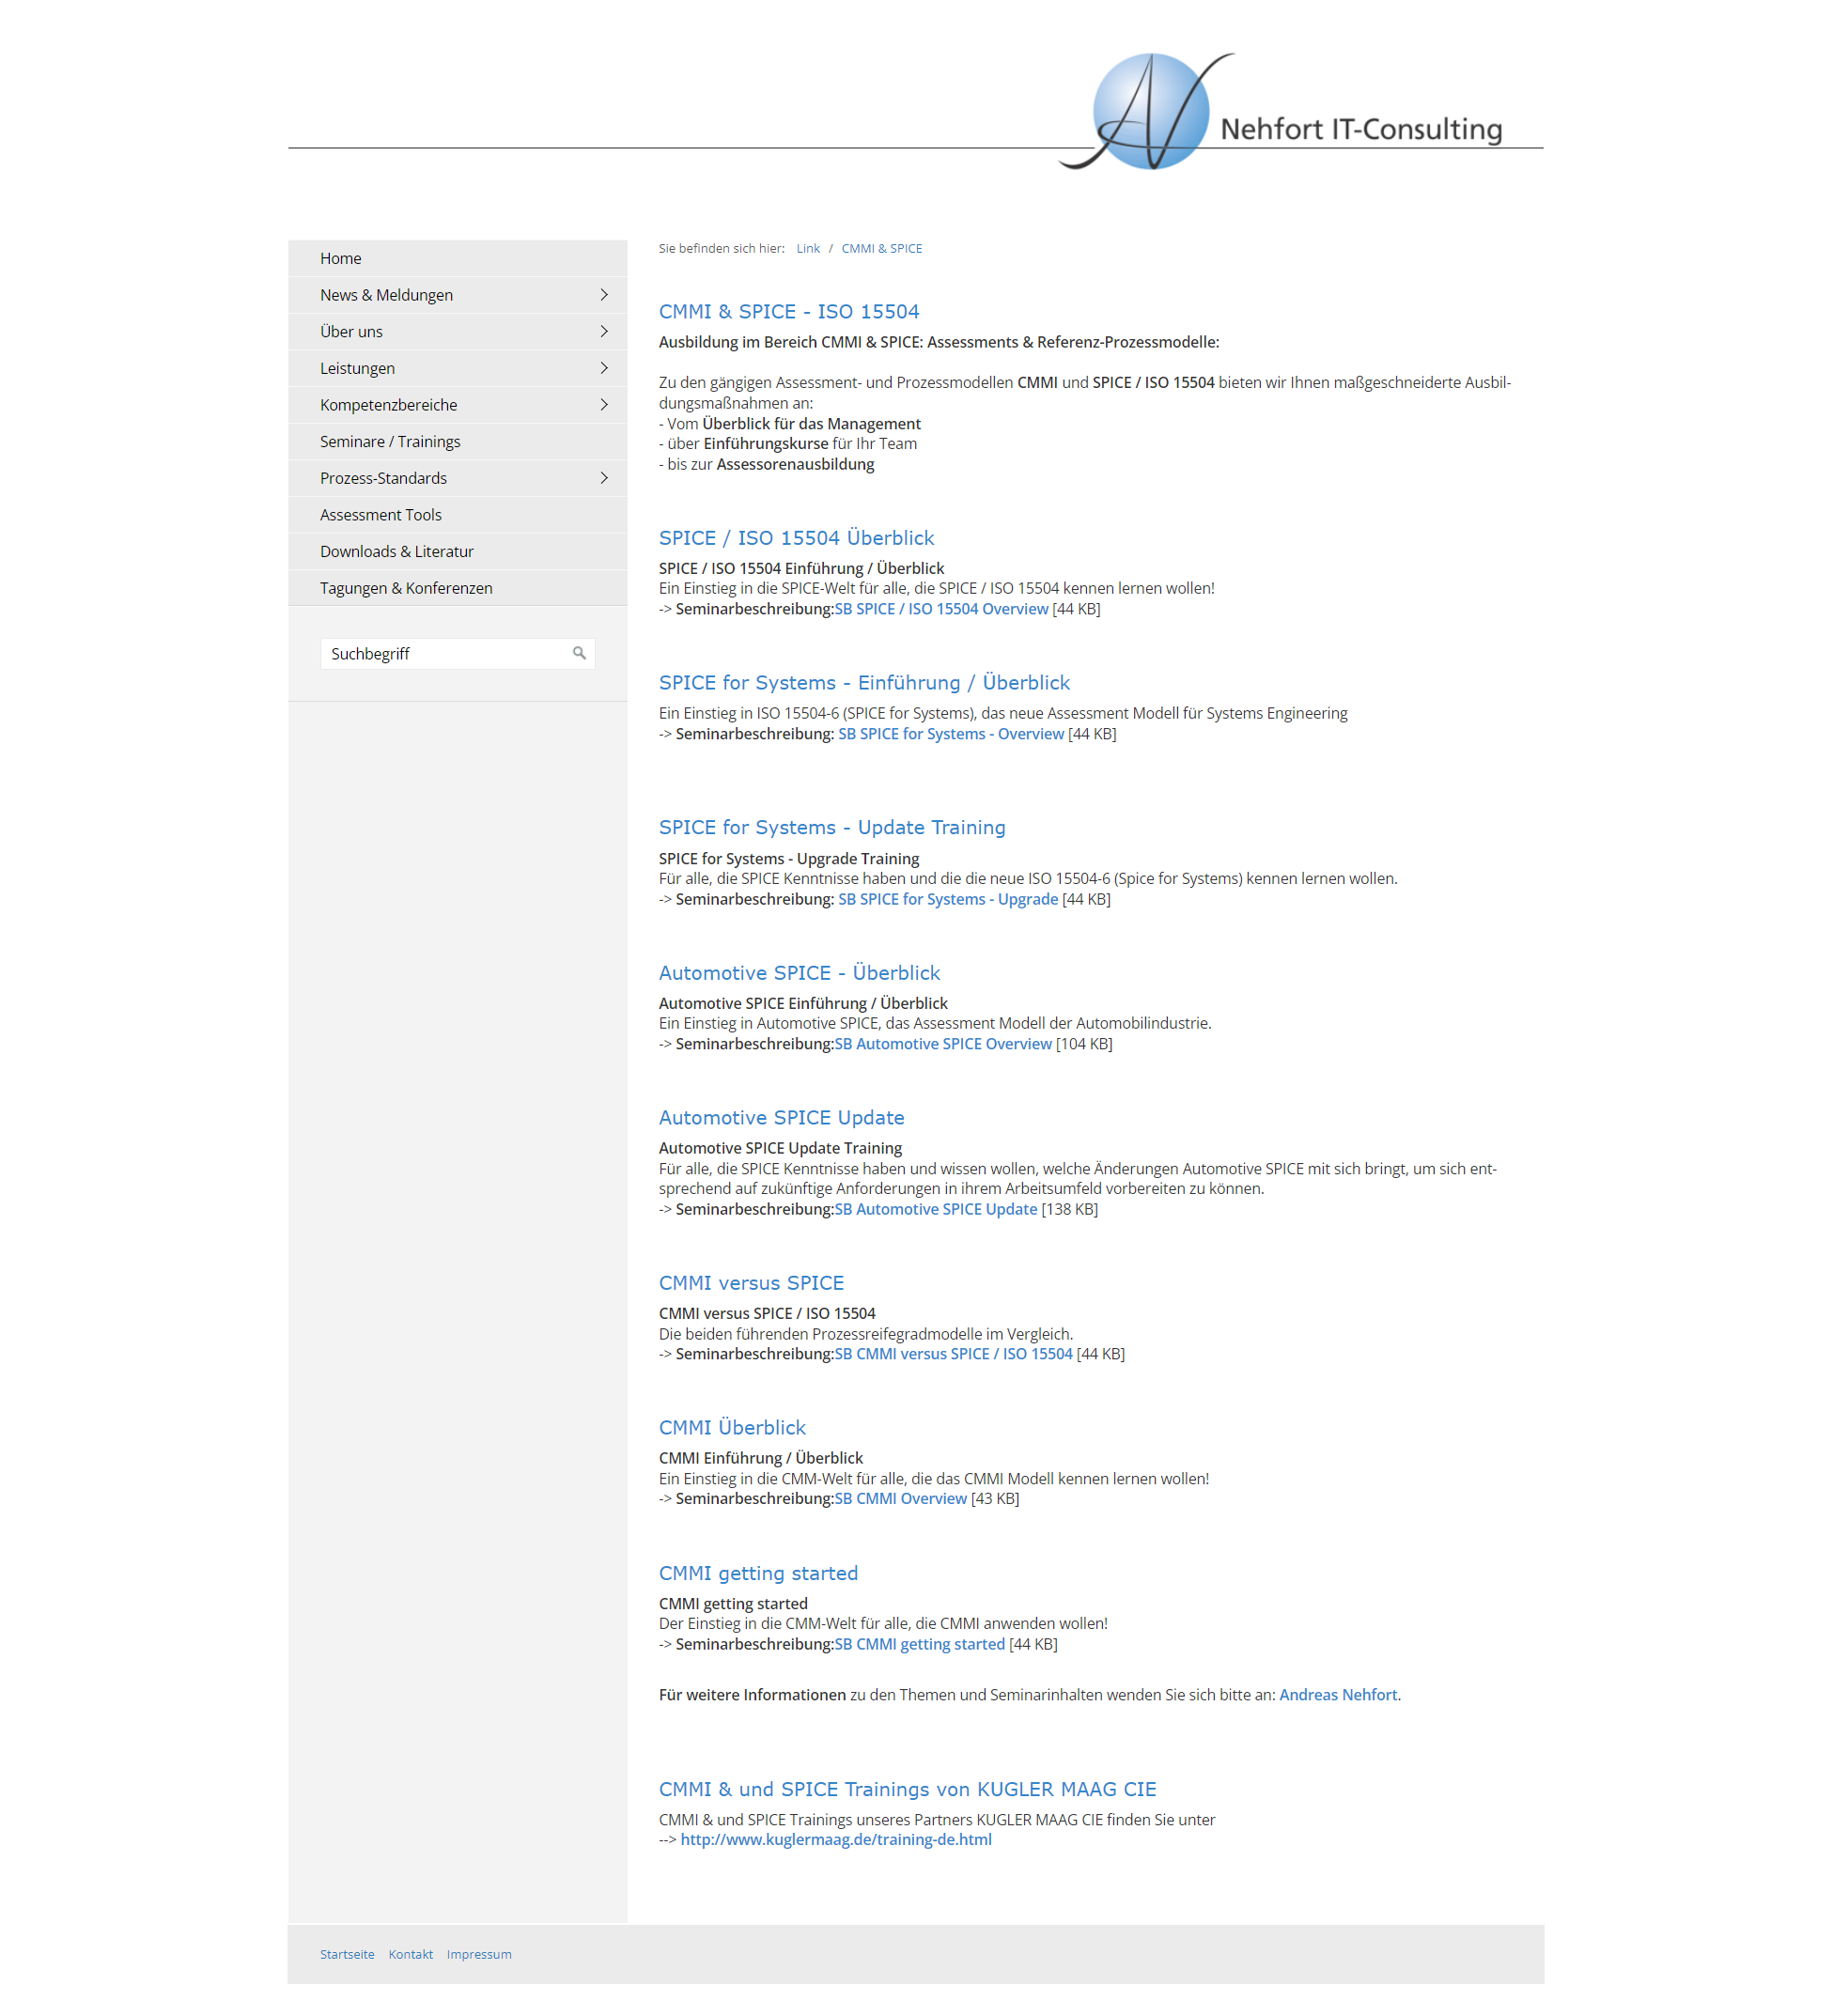 Nehfort IT-Consulting
Home
News & Meldungen
Über uns
Leistungen
Kompetenzbereiche
Seminare / Trainings
Prozess-Standards
Assessment Tools
Downloads & Literatur
Tagungen & Konferenzen
Suchbegriff
Sie befinden sich hier: Link / CMMI & SPICE
CMMI & SPICE - ISO 15504
Ausbildung im Bereich CMMI & SPICE: Assessments & Referenz-Prozessmodelle:
Zu den gängigen Assessment- und Prozessmodellen CMMI und SPICE / ISO 15504 bieten wir Ihnen maßgeschneiderte Ausbil-
dungsmaßnahmen an:
- Vom Überblick für das Management
- über Einführungskurse für Ihr Team
- bis zur Assessorenausbildung
SPICE / ISO 15504 Überblick
SPICE / ISO 15504 Einführung / Überblick
Ein Einstieg in die SPICE-Welt für alle, die SPICE / ISO 15504 kennen lernen wollen!
-> Seminarbeschreibung:SB SPICE / ISO 15504 Overview [44 KB]
SPICE for Systems - Einführung / Überblick
Ein Einstieg in ISO 15504-6 (SPICE for Systems), das neue Assessment Modell für Systems Engineering
-> Seminarbeschreibung: SB SPICE for Systems - Overview [44 KB]
SPICE for Systems - Update Training
SPICE for Systems - Upgrade Training
Für alle, die SPICE Kenntnisse haben und die die neue ISO 15504-6 (Spice for Systems) kennen lernen wollen.
-> Seminarbeschreibung: SB SPICE for Systems - Upgrade [44 KB]
Automotive SPICE - Überblick
Automotive SPICE Einführung / Überblick
Ein Einstieg in Automotive SPICE, das Assessment Modell der Automobilindustrie.
-> Seminarbeschreibung:SB Automotive SPICE Overview [104 KB]
Automotive SPICE Update
Automotive SPICE Update Training
Für alle, die SPICE Kenntnisse haben und wissen wollen, welche Änderungen Automotive SPICE mit sich bringt, um sich ent-
sprechend auf zukünftige Anforderungen in ihrem Arbeitsumfeld vorbereiten zu können.
-> Seminarbeschreibung:SB Automotive SPICE Update [138 KB]
CMMI versus SPICE
CMMI versus SPICE / ISO 15504
Die beiden führenden Prozessreifegradmodelle im Vergleich.
-> Seminarbeschreibung:SB CMMI versus SPICE / ISO 15504 [44 KB]
CMMI Überblick
CMMI Einführung / Überblick
Ein Einstieg in die CMM-Welt für alle, die das CMMI Modell kennen lernen wollen!
-> Seminarbeschreibung:SB CMMI Overview [43 KB]
CMMI getting started
CMMI getting started
Der Einstieg in die CMM-Welt für alle, die CMMI anwenden wollen!
-> Seminarbeschreibung:SB CMMI getting started [44 KB]
Für weitere Informationen zu den Themen und Seminarinhalten wenden Sie sich bitte an: Andreas Nehfort.
CMMI & und SPICE Trainings von KUGLER MAAG CIE
CMMI & und SPICE Trainings unseres Partners KUGLER MAAG CIE finden Sie unter
--> http://www.kuglermaag.de/training-de.html
Startseite Kontakt Impressum